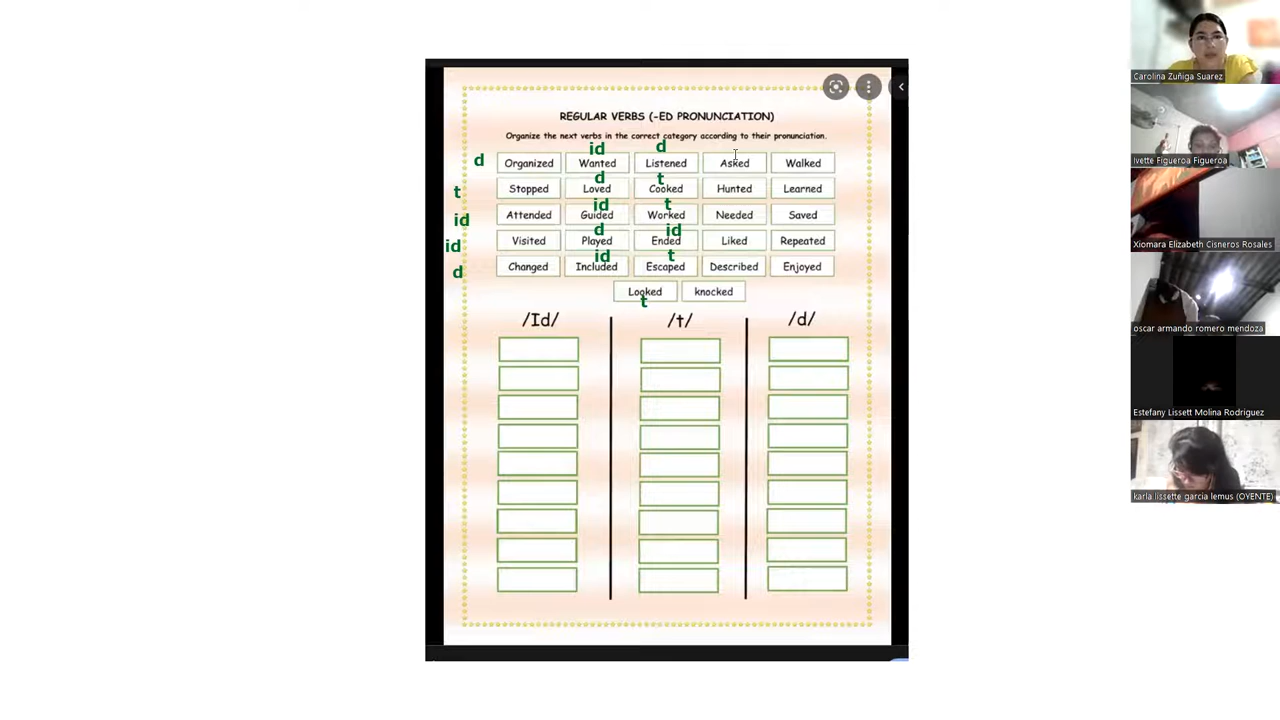 REGULAR VERBS (-ED PRONUNCIATION)
Organize the next verbs in the correct category according to their pronunciation.
id d
d Organized Wanted Listened Asked Walked
d t
t Stopped Loved Cooked Hunted Learned
id t
id Attended Guided Worked Needed Saved
d id
id Visited Played Ended Liked Repeated
id t
d Changed Included Escaped Described Enjoyed
Looked knocked
t
/Id/ /t/ /d/
Carolina Zuñiga Suarez
ivette Figueroa Figueroa
Xiomara Elizabeth Cisneros Rosales
oscar armando romero mendoza
Estefany Lissett Molina Rodriguez
karla lissette garcia lemus (OYENTE)